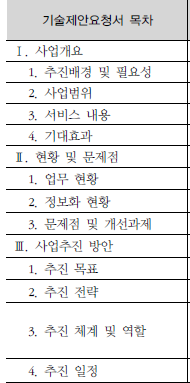 기술제안요청서 목차
Ⅰ. 사업개요
1. 추진배경 및 필요성
2. 사업범위
3. 서비스 내용
4. 기대효과
Ⅱ. 현황 및 문제점
1. 업무 현황
2. 정보화 현황
3. 문제점 및 개선과제
Ⅲ. 사업추진 방안
1. 추진 목표
2. 추진 전략
3. 추진 체계 및 역할
4. 추진 일정